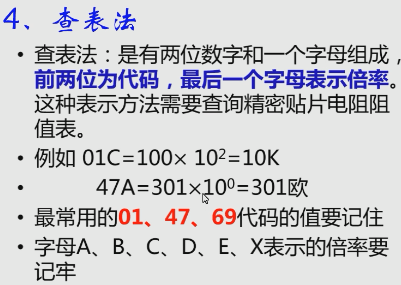 4、查表法
• 查表法：是有两位数字和一个字母组成，
前两位为代码，最后一个字母表示倍率。
这种表示方法需要查询精密贴片电阻阻
值表。
• 例如 01C=100× 10²=10K
• 47A=301×10⁰=301欧
• 最常用的01、47、69代码的值要记住
• 字母A、B、C、D、E、X表示的倍率要
记牢